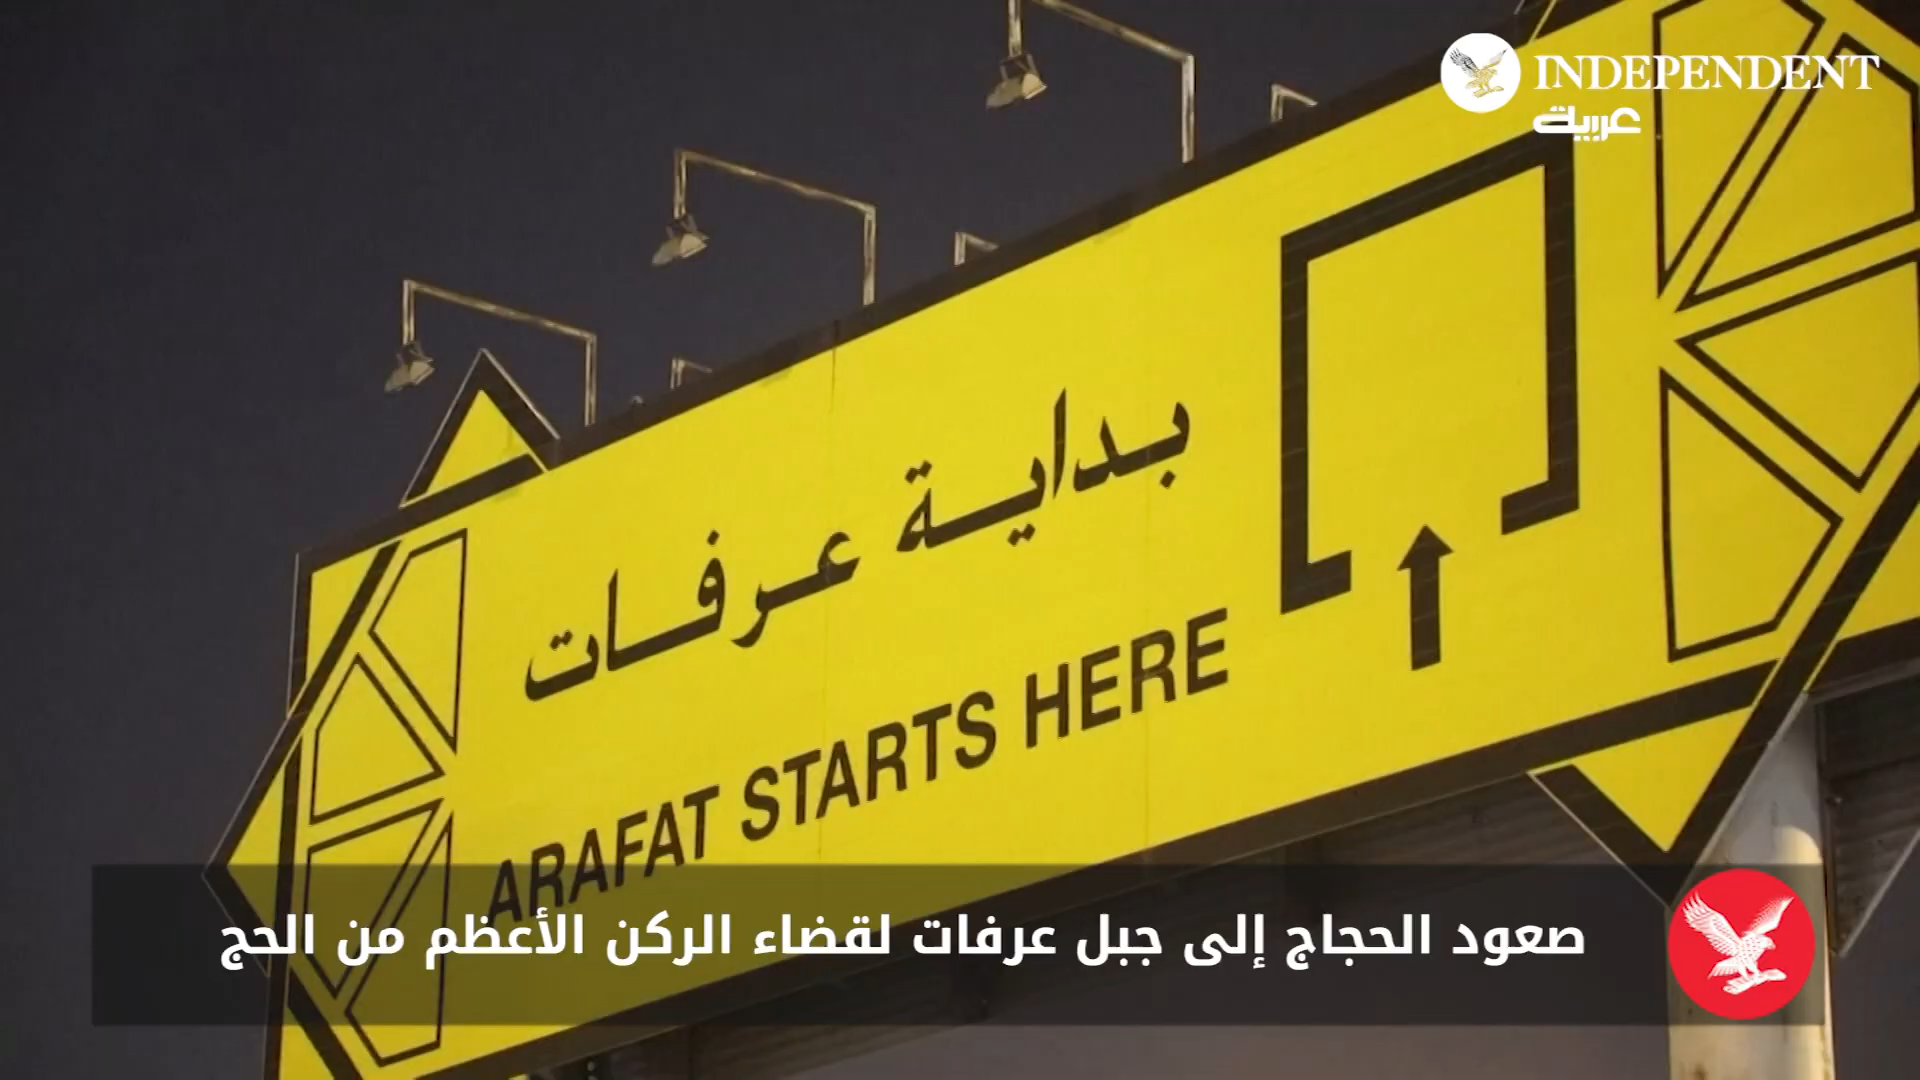 INDEPENDENT
عربية
بداية عرفات
ARAFAT STARTS HERE
صعود الحجاج إلى جبل عرفات لقضاء الركن الأعظم من الحج